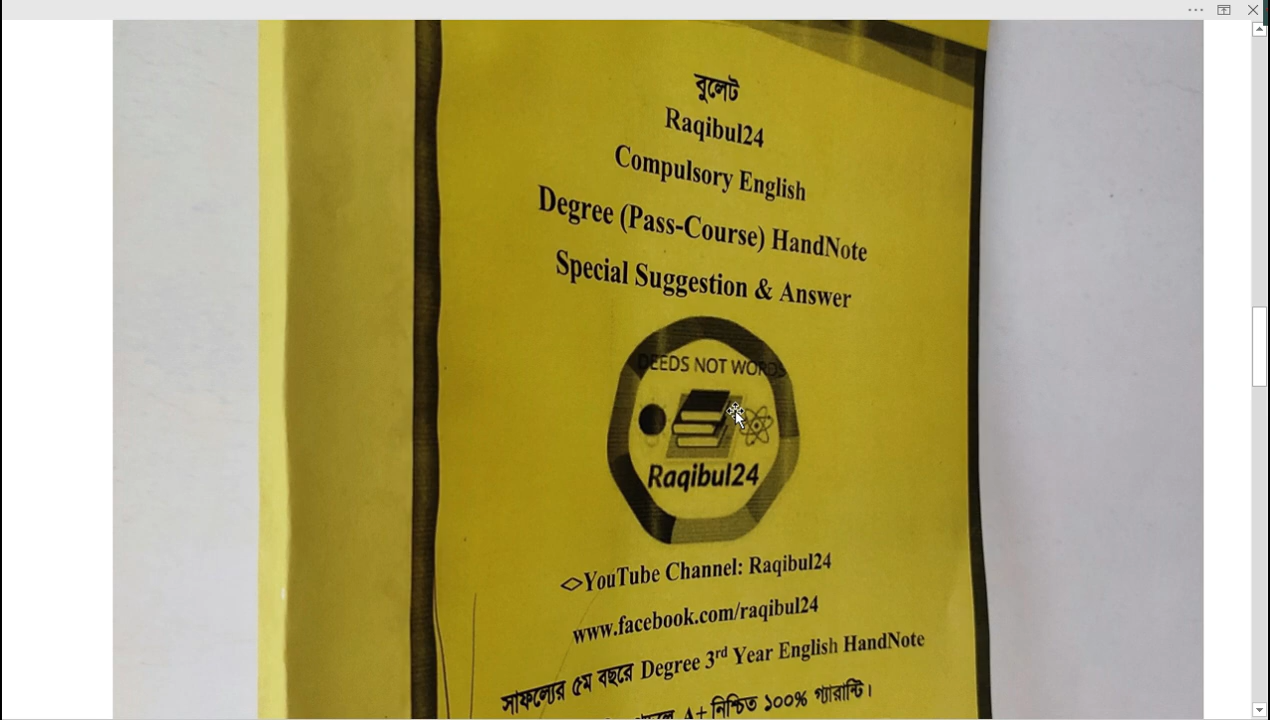 বুলেট
Raqibul24
Compulsory English
Degree (Pass-Course) HandNote
Special Suggestion & Answer
DEEDS NOT WORDS
Raqibul24
◇YouTube Channel: Raqibul24
www.facebook.com/raqibul24
সাফল্যের ৫ম বছরে Degree 3rd Year English HandNote
A+ নিশ্চিত ১০০% গ্যারান্টি।